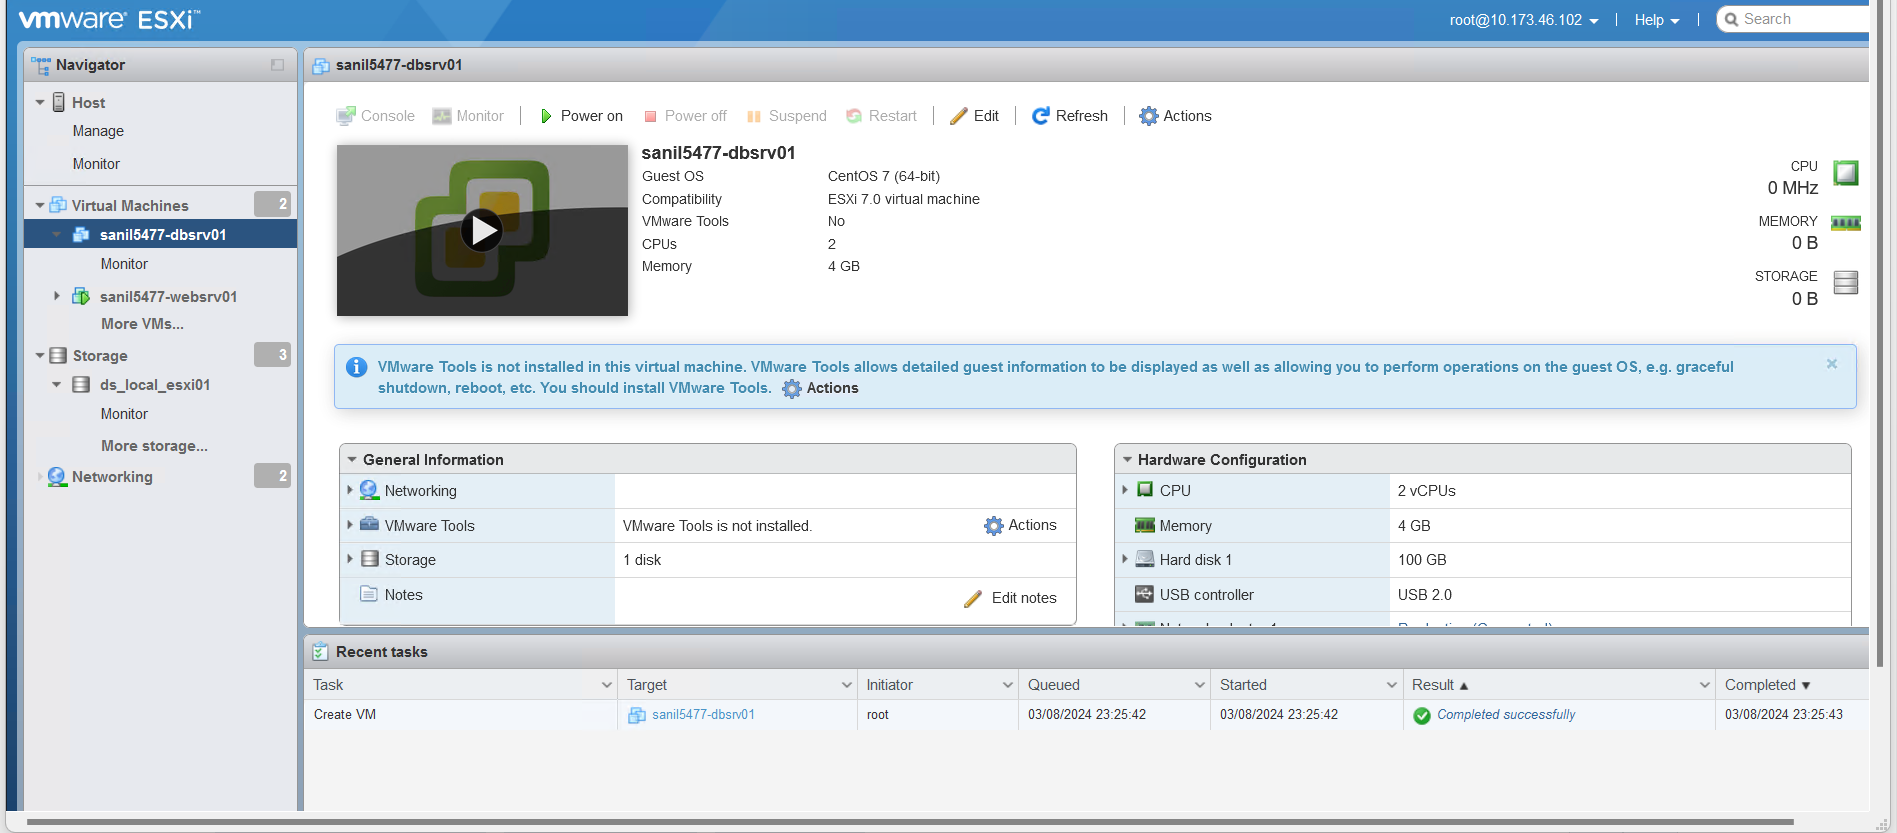 vmware ESXi™
root@10.173.46.102 | Help | Search
Navigator
Host
Manage
Monitor
Virtual Machines 2
sanil5477-dbsrv01
Monitor
sanil5477-websrv01
More VMs...
Storage 3
ds_local_esxi01
Monitor
More storage...
Networking 2
sanil5477-dbsrv01
Console Monitor | Power on Power off Suspend Restart | Edit | Refresh | Actions
sanil5477-dbsrv01
Guest OS CentOS 7 (64-bit)
Compatibility ESXi 7.0 virtual machine
VMware Tools No
CPUs 2
Memory 4 GB
CPU
0 MHz
MEMORY
0 B
STORAGE
0 B
VMware Tools is not installed in this virtual machine. VMware Tools allows detailed guest information to be displayed as well as allowing you to perform operations on the guest OS, e.g. graceful
shutdown, reboot, etc. You should install VMware Tools. Actions
General Information
Networking
VMware Tools VMware Tools is not installed. Actions
Storage 1 disk
Notes Edit notes
Hardware Configuration
CPU 2 vCPUs
Memory 4 GB
Hard disk 1 100 GB
USB controller USB 2.0
Recent tasks
Task Target Initiator Queued Started Result ▲ Completed ▼
Create VM sanil5477-dbsrv01 root 03/08/2024 23:25:42 03/08/2024 23:25:42 Completed successfully 03/08/2024 23:25:43